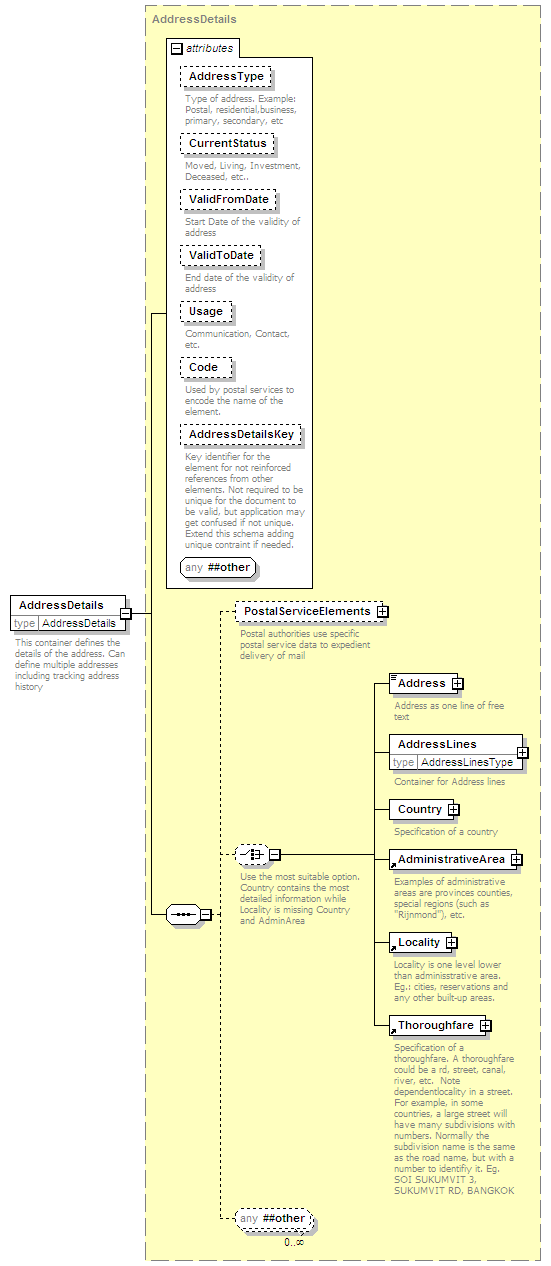 AddressDetails
attributes
AddressType
Type of address. Example:
Postal, residential,business,
primary, secondary, etc
CurrentStatus
Moved, Living, Investment,
Deceased, etc..
ValidFromDate
Start Date of the validity of
address
ValidToDate
End date of the validity of
address
Usage
Communication, Contact,
etc.
Code
Used by postal services to
encode the name of the
element.
AddressDetailsKey
Key identifier for the
element for not reinforced
references from other
elements. Not required to be
unique for the document to
be valid, but application may
get confused if not unique.
Extend this schema adding
unique contraint if needed.
any ##other
AddressDetails
type AddressDetails
This container defines the
details of the address. Can
define multiple addresses
including tracking address
history
PostalServiceElements
Postal authorities use specific
postal service data to expedient
delivery of mail
Address
Address as one line of free
text
AddressLines
type AddressLinesType
Container for Address lines
Country
Specification of a country
Use the most suitable option.
Country contains the most
detailed information while
Locality is missing Country
and AdminArea
AdministrativeArea
Examples of administrative
areas are provinces counties,
special regions (such as
"Rijnmond"), etc.
Locality
Locality is one level lower
than adminisstrative area.
Eg.: cities, reservations and
any other built-up areas.
Thoroughfare
Specification of a
thoroughfare. A thoroughfare
could be a rd, street, canal,
river, etc.  Note
dependentlocality in a street.
For example, in some
countries, a large street will
have many subdivisions with
numbers. Normally the
subdivision name is the same
as the road name, but with a
number to identifiy it. Eg.
SOI SUKUMVIT 3,
SUKUMVIT RD, BANGKOK
any ##other
0..∞